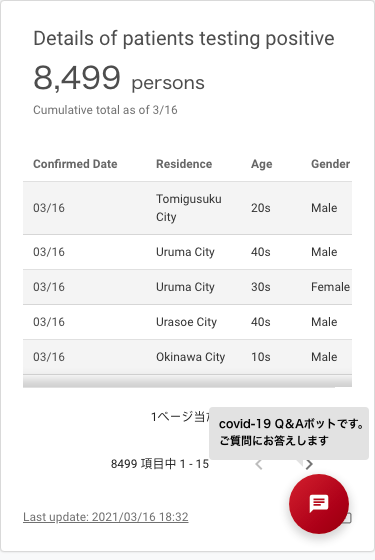 Details of patients testing positive
8,499 persons
Cumulative total as of 3/16
Confirmed Date Residence Age Gender
03/16 Tomigusuku City 20s Male
03/16 Uruma City 40s Male
03/16 Uruma City 30s Female
03/16 Urasoe City 40s Male
03/16 Okinawa City 10s Male
1ページ当
covid-19 Q&Aボットです。
ご質問にお答えします
8499 項目中 1 - 15
Last update: 2021/03/16 18:32